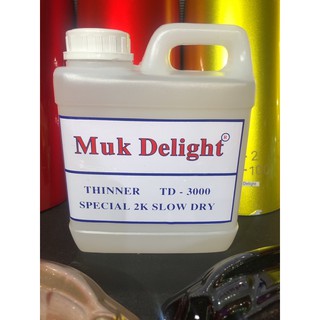 Muk Delight®
THINNER TD - 3000
SPECIAL 2K SLOW DRY